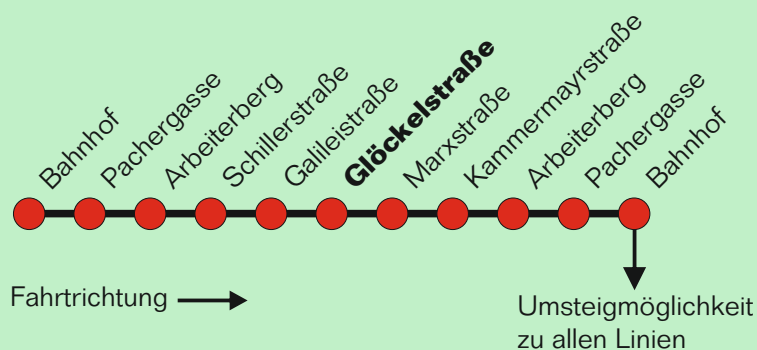 Bahnhof
Pachergasse
Arbeiterberg
Schillerstraße
Galileistraße
Glöckelstraße
Marxstraße
Kammermayrstraße
Arbeiterberg
Pachergasse
Bahnhof
Fahrtrichtung
Umsteigmöglichkeit
zu allen Linien